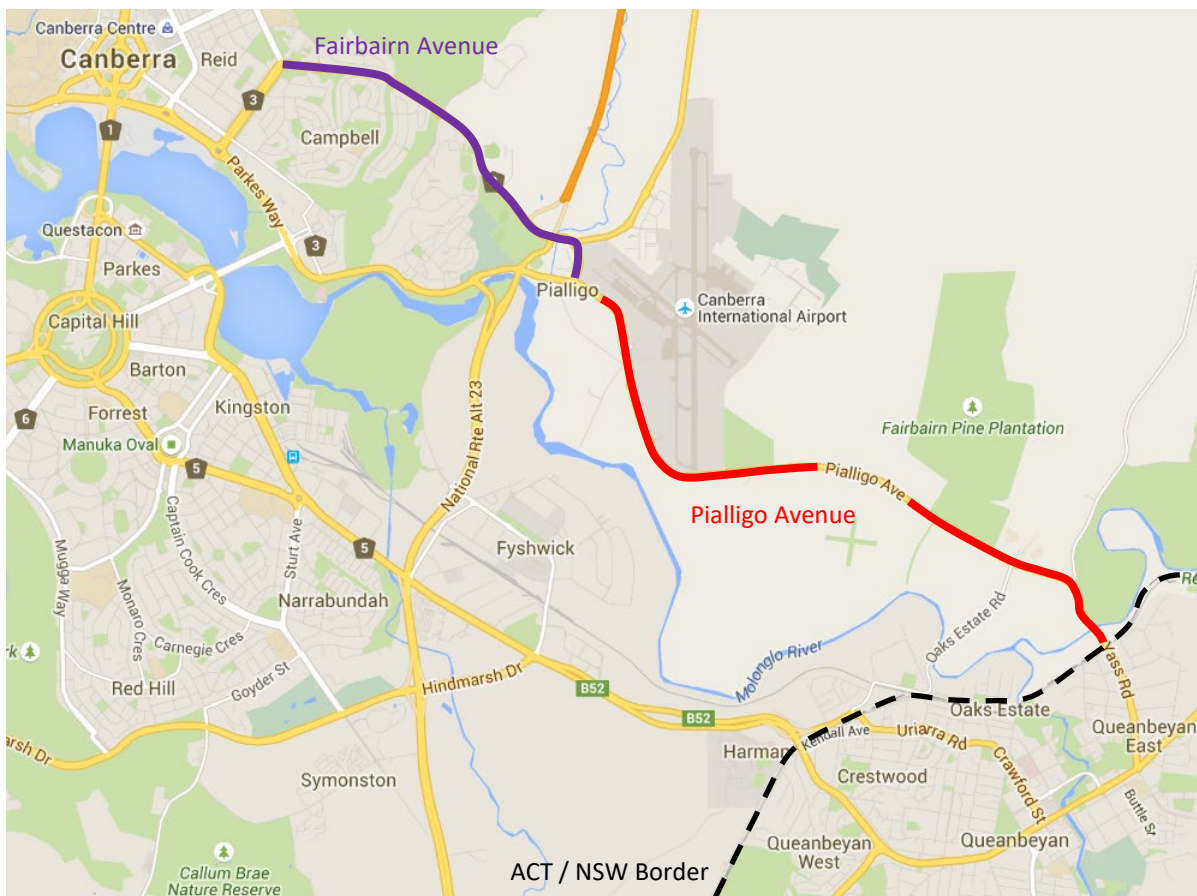 Canberra Centre
Canberra
Reid
Fairbairn Avenue
3
1
Campbell
Parkes Way
Questacon
3
Parkes
Pialligo
Canberra
International Airport
Capital Hill
Barton
Forrest
Kingston
6
Manuka Oval
National Rte Alt 23
Fairbairn Pine Plantation
5
Pialligo Ave
Pialligo Avenue
Captain Cook Cres
Sturt Ave
5
Fyshwick
Mugga Way
Monaro Cres
Narrabundah
Oaks Estate Rd
Carnegie Cres
Molonglo River
Red Hill
Goyder St
Hindmarsh Dr
B52
Yass Rd
Oaks Estate
B52
Harman
Kendall Ave
Uriarra Rd
Queanbeyan
East
Symonston
Crestwood
Crawford St
Buttle St
Queanbeyan
West
Queanbeyan
Callum Brae
Nature Reserve
ACT / NSW Border